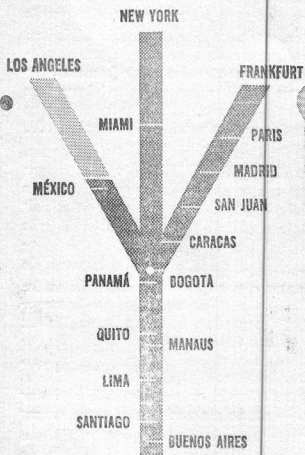 NEW YORK
LOS ANGELES
FRANKFURT
MIAMI
PARIS
MADRID
MÉXICO
SAN JUAN
CARACAS
PANAMÁ
BOGOTA
QUITO
MANAUS
LIMA
SANTIAGO
BUENOS AIRES